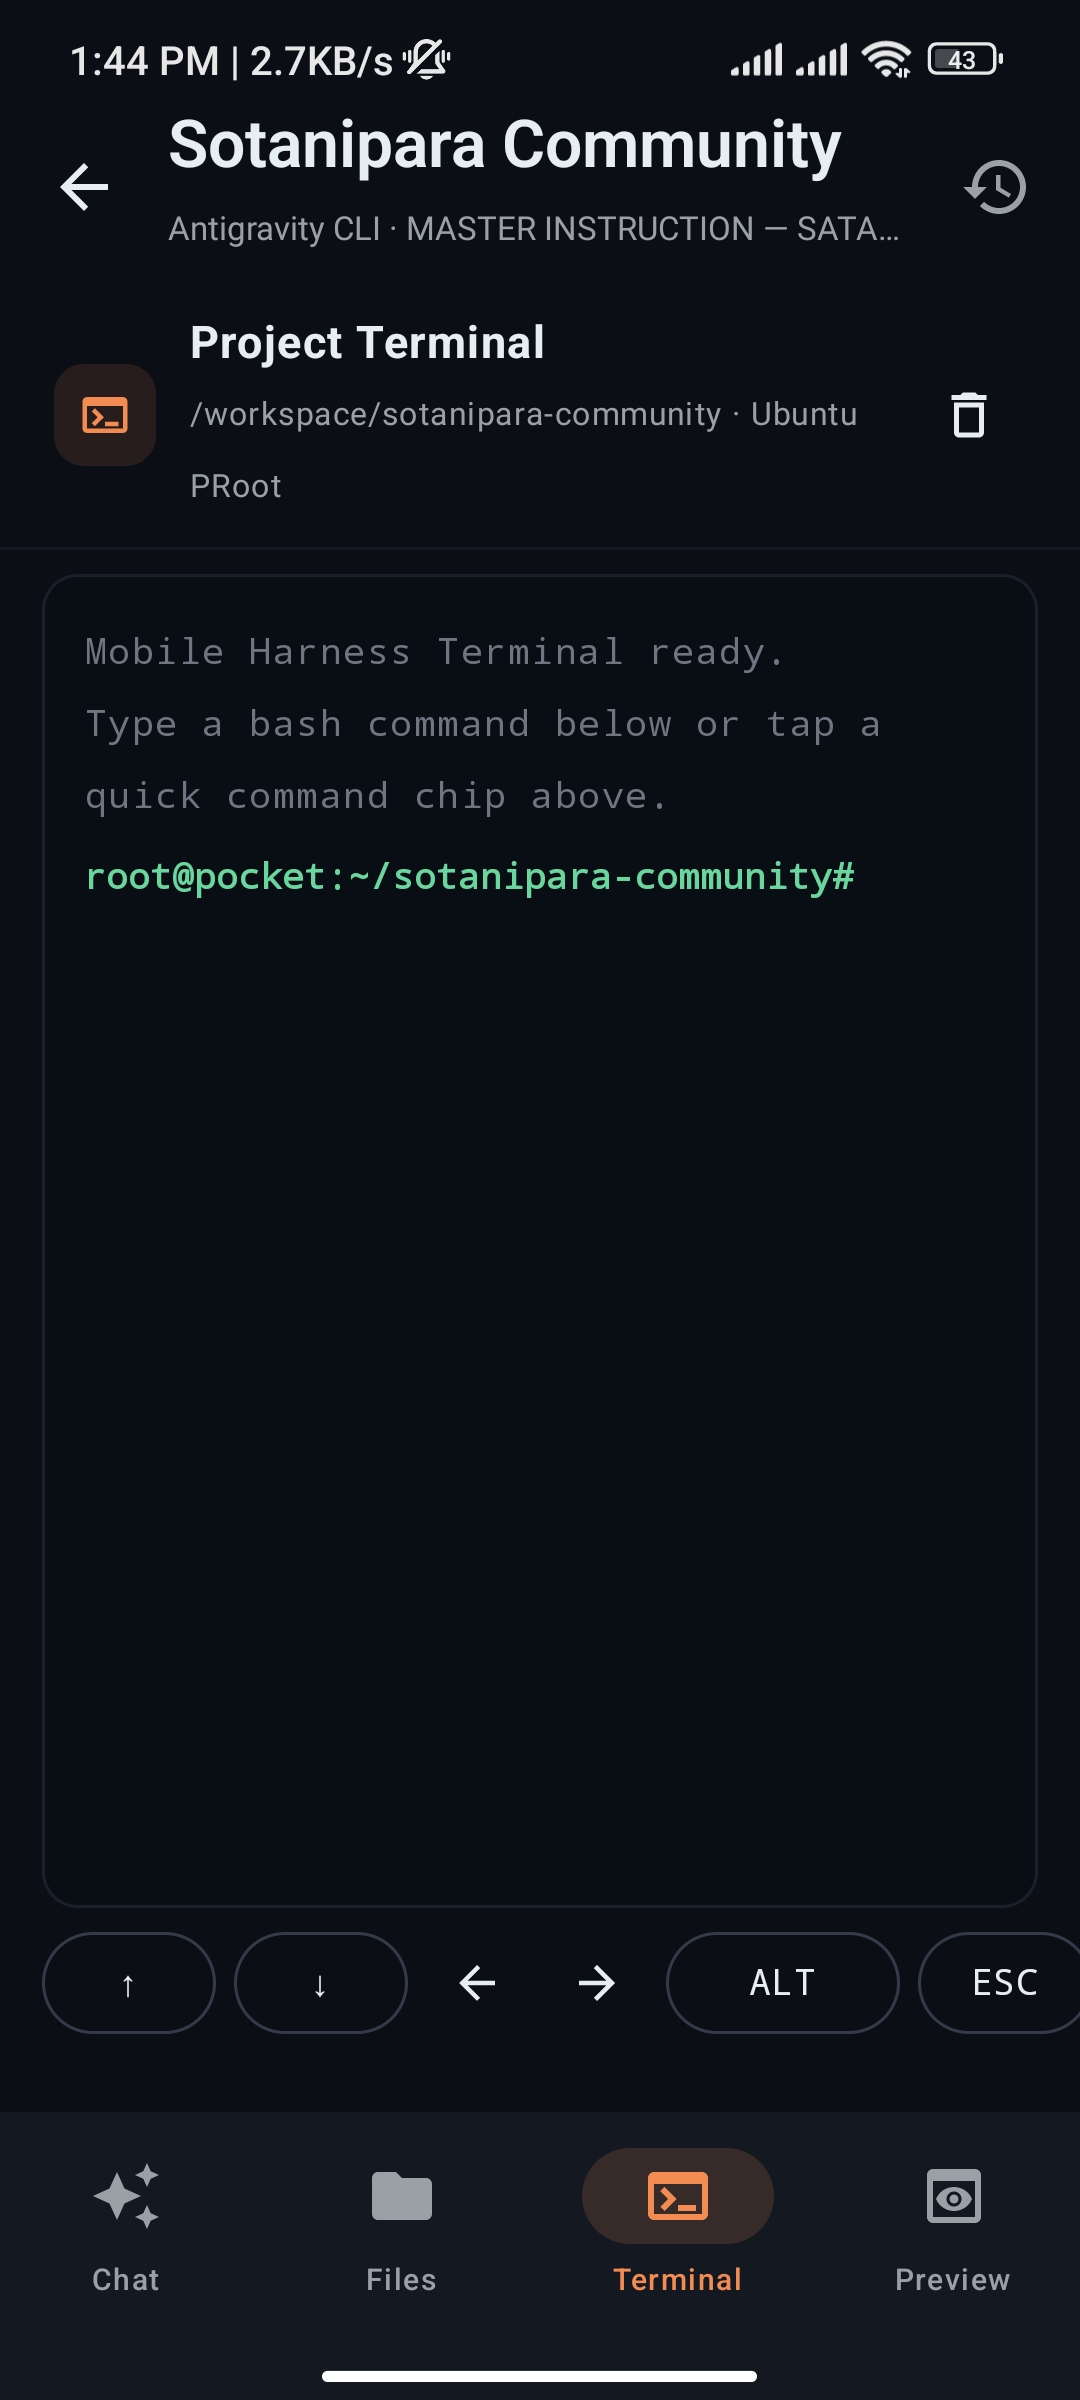 1:44 PM | 2.7KB/s
43
Sotanipara Community
Antigravity CLI · MASTER INSTRUCTION — SATA…
Project Terminal
/workspace/sotanipara-community · Ubuntu
PRoot
Mobile Harness Terminal ready.
Type a bash command below or tap a
quick command chip above.
root@pocket:~/sotanipara-community#
↑ ↓ ← → ALT ESC
Chat Files Terminal Preview